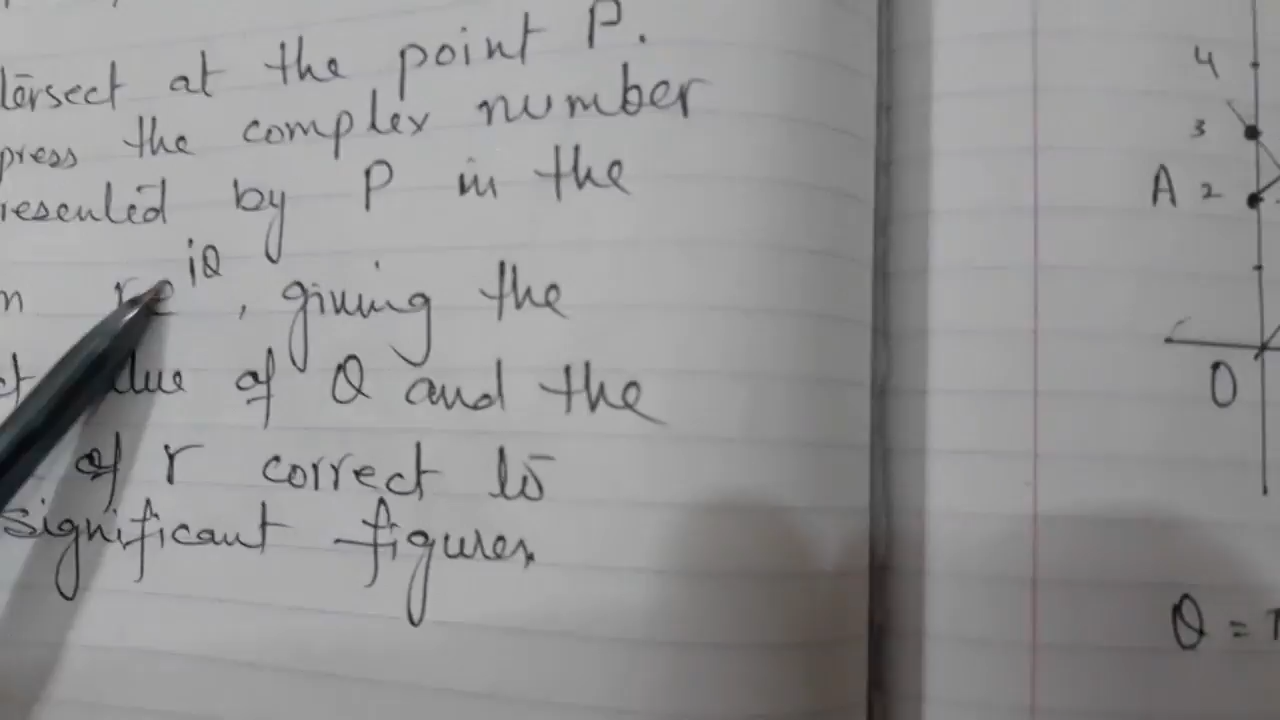 tersect at the point P.
press the complex number
resented by P in the
m re^iθ, giving the
ct value of θ and the
of r correct to
significant figures
4
3
A 2
O
θ =